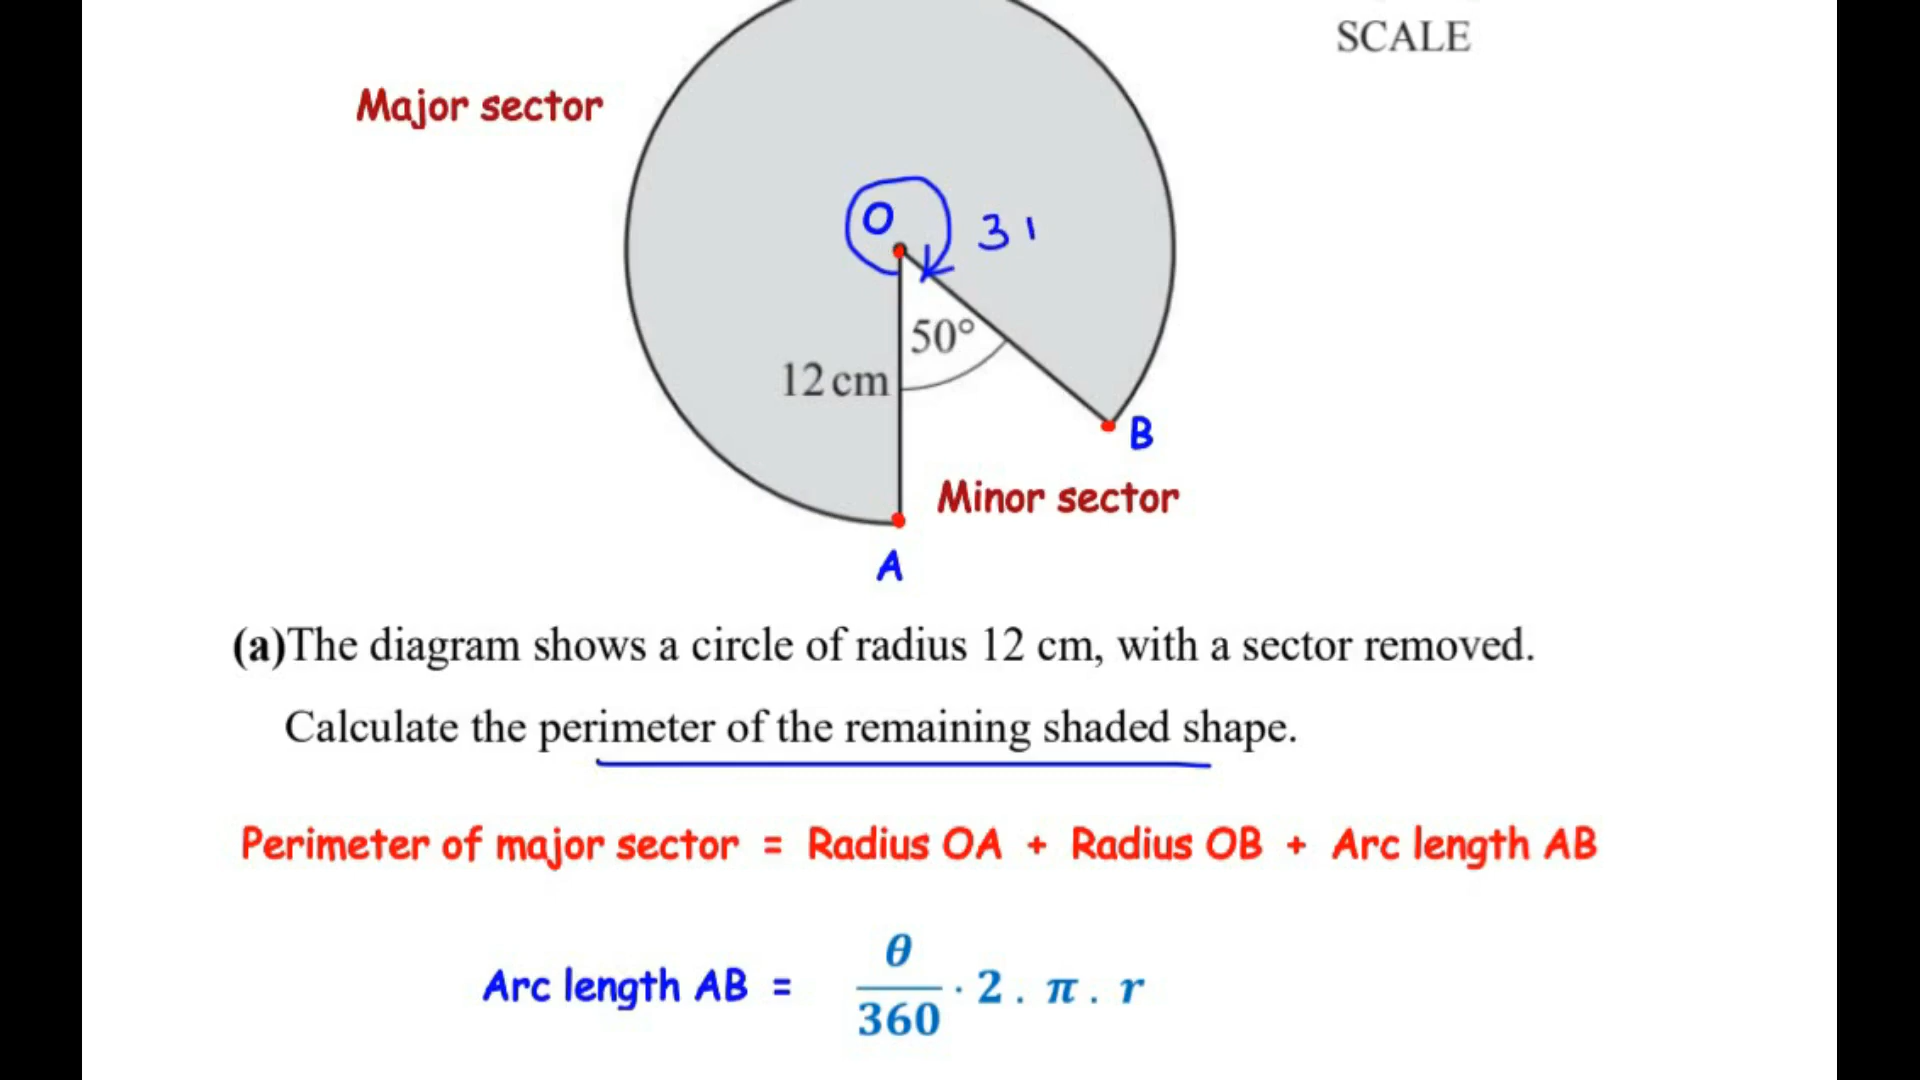 SCALE
Major sector
O
3 1
50°
12 cm
B
Minor sector
A
(a)The diagram shows a circle of radius 12 cm, with a sector removed.
Calculate the perimeter of the remaining shaded shape.
Perimeter of major sector = Radius OA + Radius OB + Arc length AB
Arc length AB = θ/360 · 2 . π . r